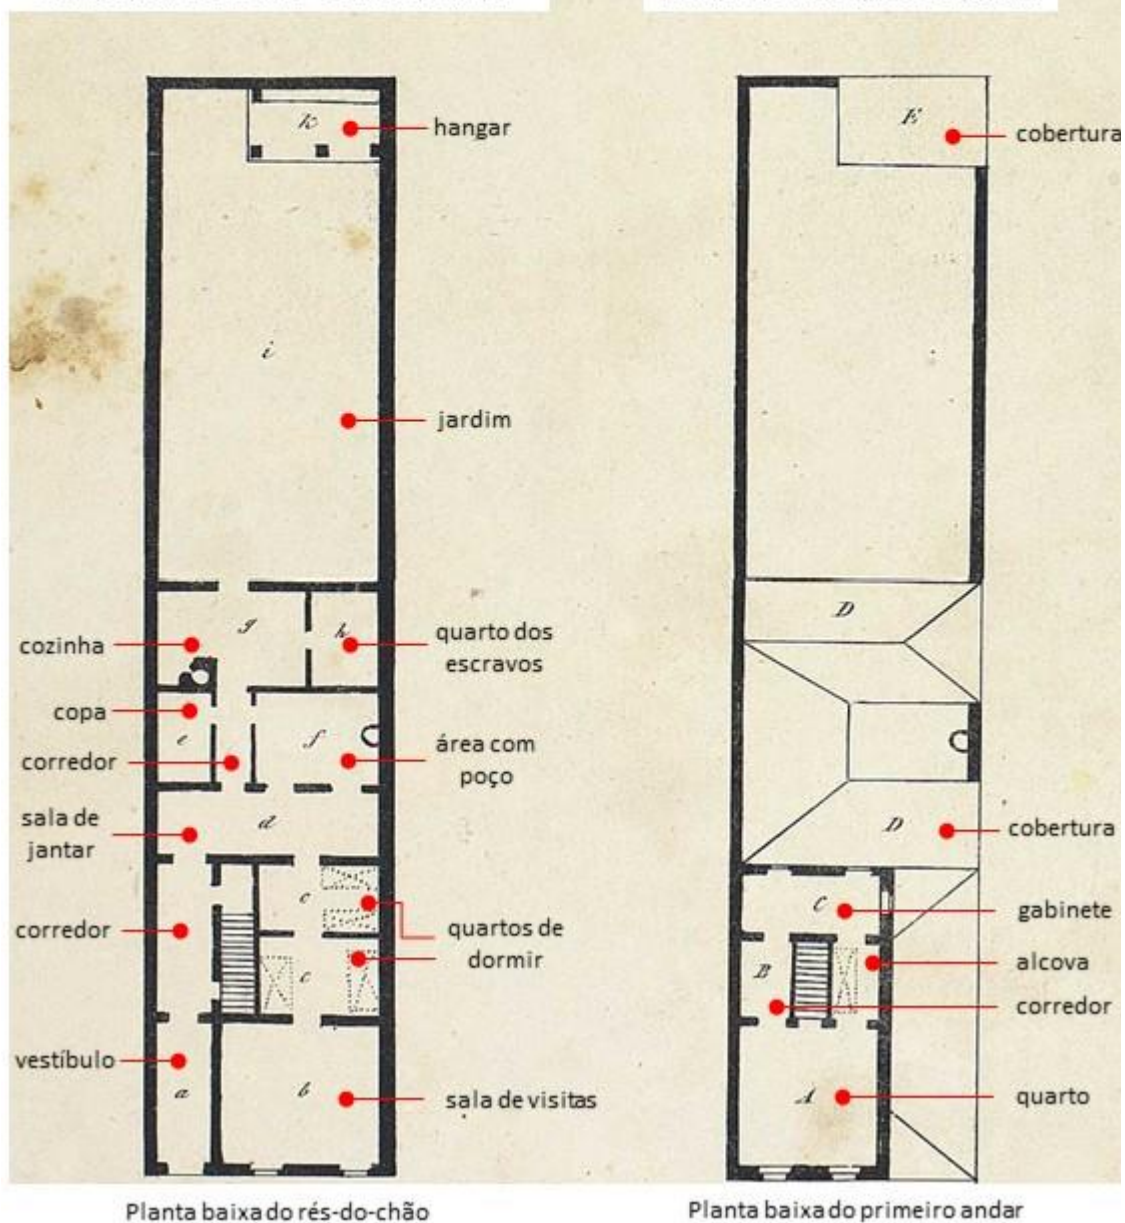 k
hangar
i
jardim
cozinha
g
h
quarto dos
escravos
copa
e
corredor
f
área com
poço
sala de
jantar
d
corredor
c
c
quartos de
dormir
vestíbulo
a
b
sala de visitas
Planta baixa do rés-do-chão
E
cobertura
D
D
cobertura
C
gabinete
alcova
B
corredor
A
quarto
Planta baixa do primeiro andar